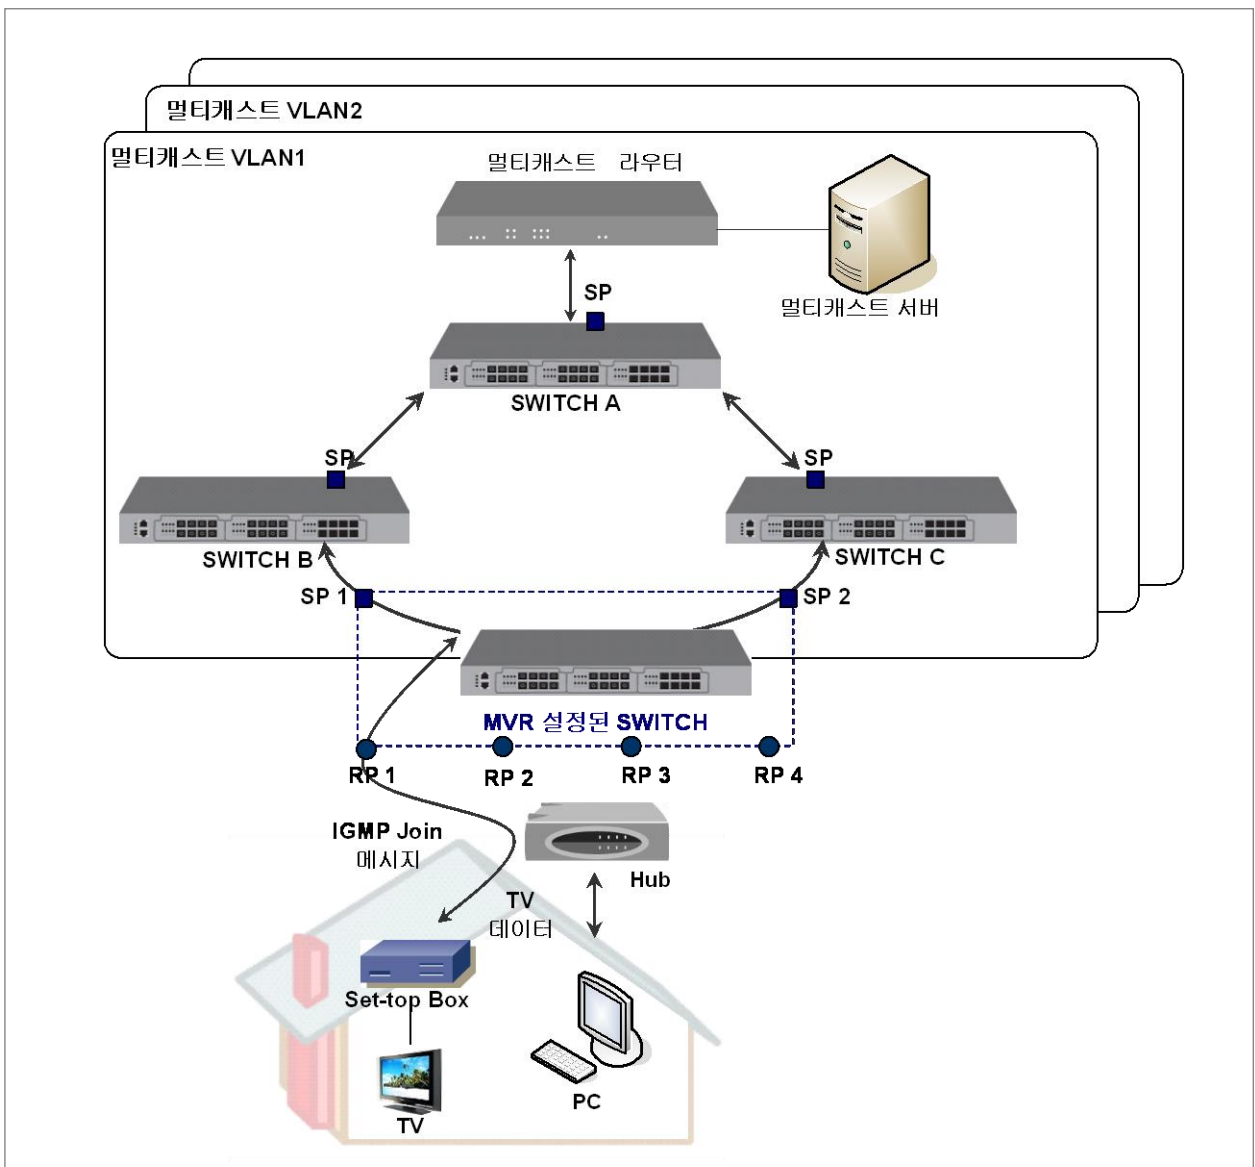 멀티캐스트 VLAN2
멀티캐스트 VLAN1
멀티캐스트 라우터
SP
멀티캐스트 서버
SWITCH A
SP
SP
SWITCH B
SWITCH C
SP 1
SP 2
MVR 설정된 SWITCH
RP 1
RP 2
RP 3
RP 4
IGMP Join
메시지
Hub
TV
데이터
Set-top Box
PC
TV